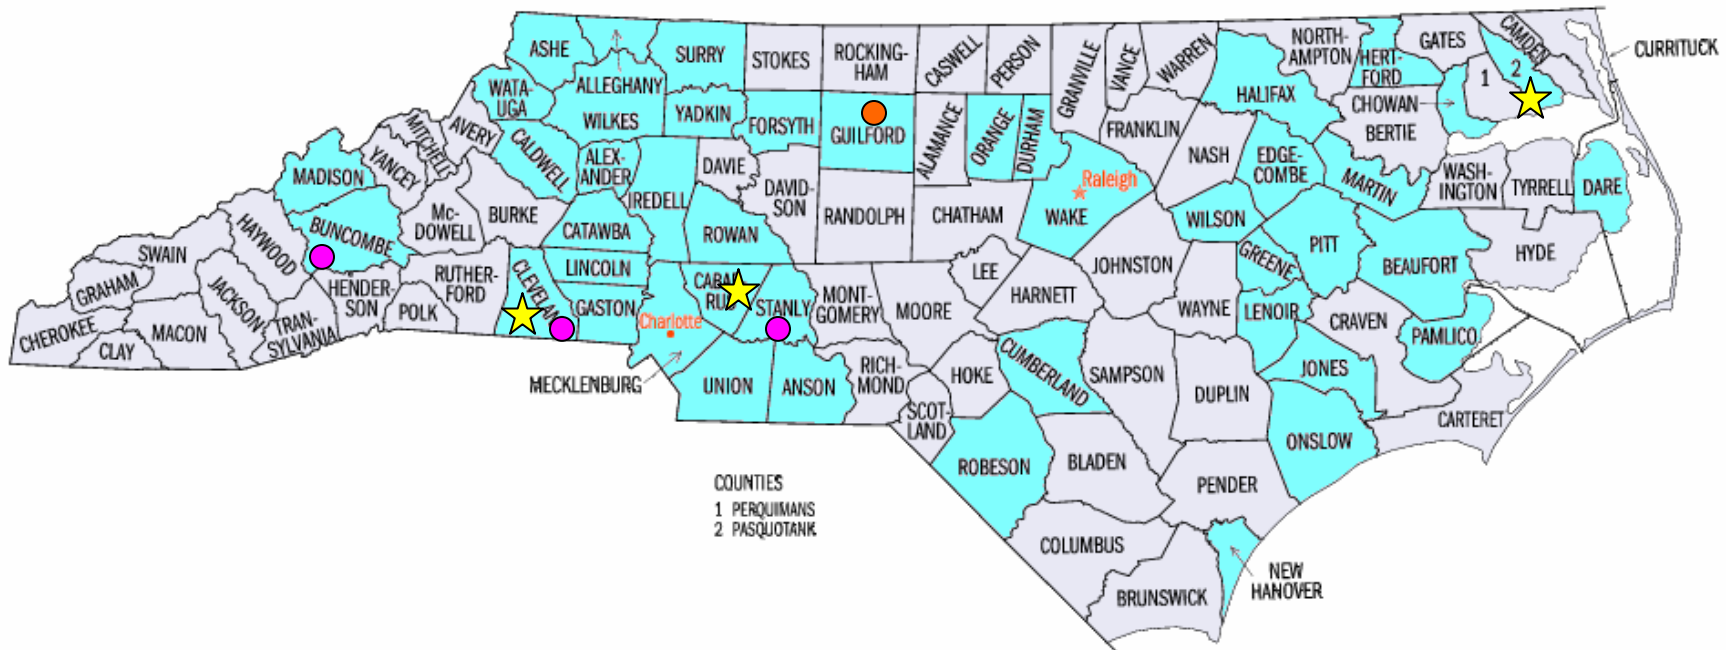 ASHE
ALLEGHANY
SURRY
STOKES
ROCKING-
HAM
CASWELL
PERSON
GRANVILLE
VANCE
WARREN
NORTH-
AMPTON
HERT-
FORD
GATES
CAMDEN
CURRITUCK
WATA-
UGA
WILKES
YADKIN
FORSYTH
GUILFORD
ALAMANCE
ORANGE
DURHAM
FRANKLIN
HALIFAX
CHOWAN
BERTIE
1
2
MITCHELL
AVERY
YANCEY
CALDWELL
ALEX-
ANDER
IREDELL
DAVIE
DAVID-
SON
RANDOLPH
CHATHAM
Raleigh
WAKE
NASH
EDGE-
COMBE
MARTIN
WASH-
INGTON
TYRRELL
DARE
MADISON
BUNCOMBE
HAYWOOD
SWAIN
GRAHAM
CHEROKEE
CLAY
MACON
JACKSON
TRAN-
SYLVANIA
HENDER-
SON
POLK
RUTHER-
FORD
Mc-
DOWELL
BURKE
CATAWBA
LINCOLN
CLEVELAN
GASTON
ROWAN
CABAR
RU
STANLY
Charlotte
MECKLENBURG
UNION
ANSON
MONT-
GOMERY
MOORE
LEE
HARNETT
JOHNSTON
WILSON
GREENE
PITT
BEAUFORT
HYDE
WAYNE
LENOIR
CRAVEN
PAMLICO
JONES
CARTERET
RICH-
MOND
SCOT-
LAND
HOKE
CUMBERLAND
SAMPSON
DUPLIN
ONSLOW
ROBESON
BLADEN
PENDER
COLUMBUS
BRUNSWICK
NEW
HANOVER
COUNTIES
1 PERQUIMANS
2 PASQUOTANK